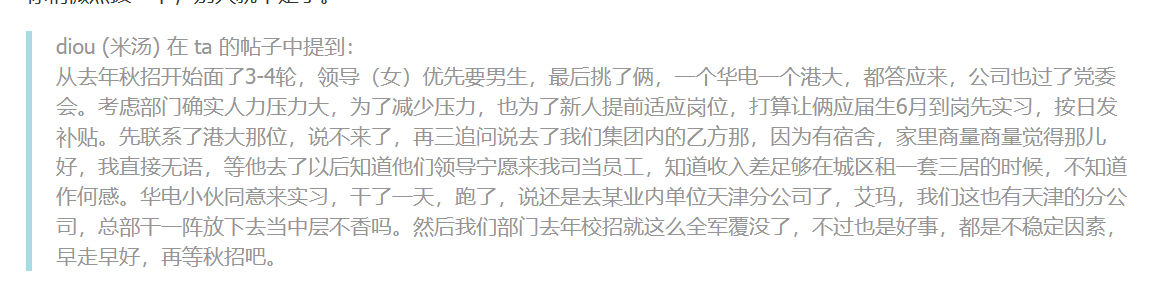 diou (米汤) 在 ta 的帖子中提到：
从去年秋招开始面了3-4轮，领导（女）优先要男生，最后挑了俩，一个华电一个港大，都答应来，公司也过了党委
会。考虑部门确实人力压力大，为了减少压力，也为了新人提前适应岗位，打算让俩应届生6月到岗先实习，按日发
补贴。先联系了港大那位，说不来了，再三追问说去了我们集团内的乙方那，因为有宿舍，家里商量商量觉得那儿
好，我直接无语，等他去了以后知道他们领导宁愿来我司当员工，知道收入差足够在城区租一套三居的时候，不知道
作何感。华电小伙同意来实习，干了一天，跑了，说还是去某业内单位天津分公司了，艾玛，我们这也有天津的分公
司，总部干一阵放下去当中层不香吗。然后我们部门去年校招就这么全军覆没了，不过也是好事，都是不稳定因素，
早走早好，再等秋招吧。